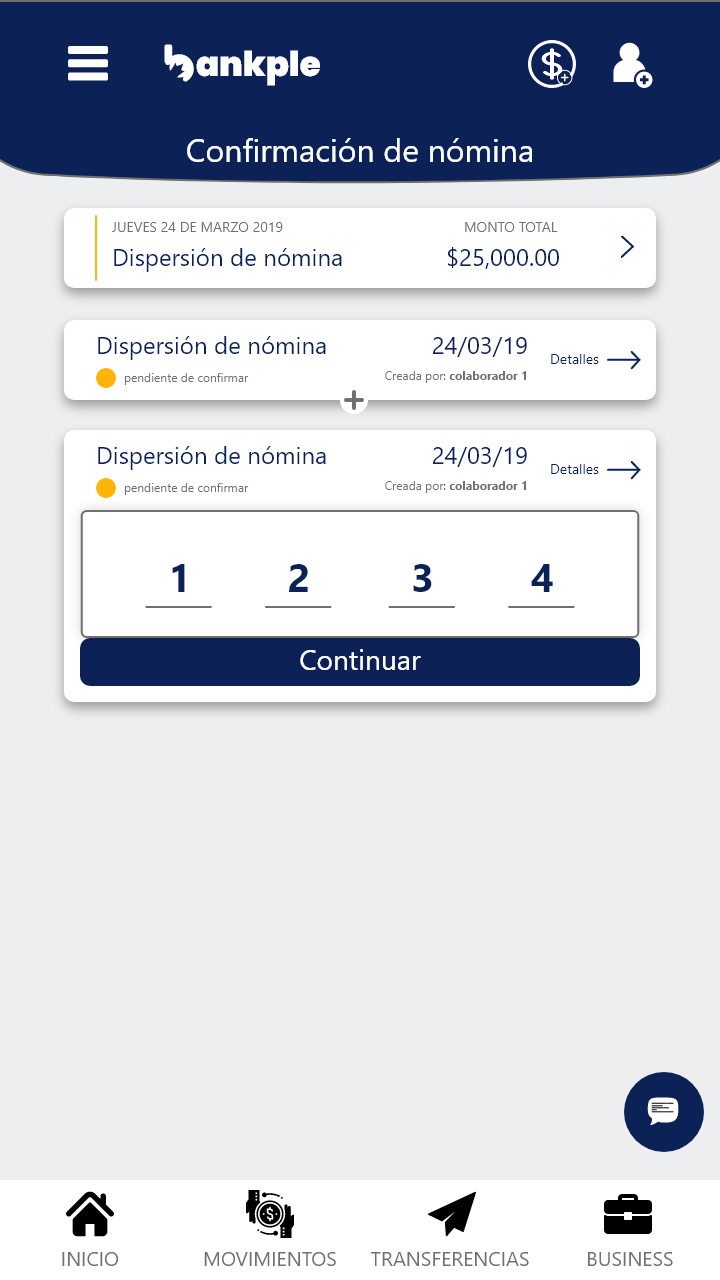 bankple
Confirmación de nómina
JUEVES 24 DE MARZO 2019 MONTO TOTAL
Dispersión de nómina $25,000.00
Dispersión de nómina 24/03/19 Detalles
pendiente de confirmar Creada por: colaborador 1
Dispersión de nómina 24/03/19 Detalles
pendiente de confirmar Creada por: colaborador 1
1 2 3 4
Continuar
INICIO MOVIMIENTOS TRANSFERENCIAS BUSINESS